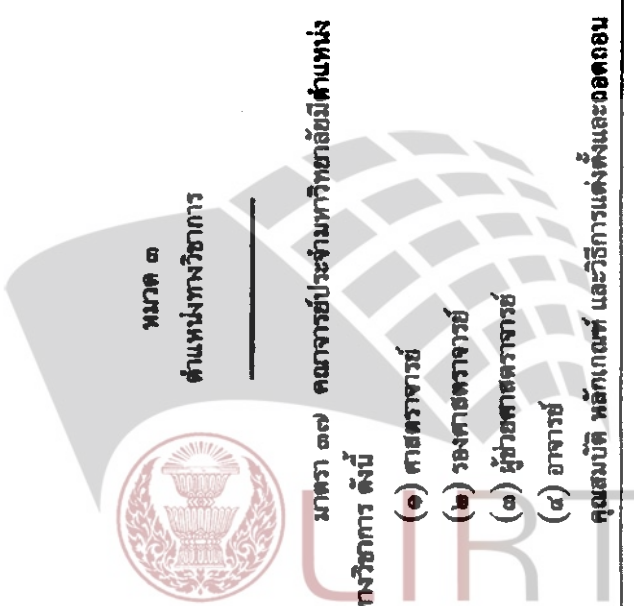 หมวด ๓
ตำแหน่งทางวิชาการ
มาตรา ๓๗ คณาจารย์ประจำมหาวิทยาลัยมีตำแหน่ง
ทางวิชาการ ดังนี้
(๑) ศาสตราจารย์
(๒) รองศาสตราจารย์
(๓) ผู้ช่วยศาสตราจารย์
(๔) อาจารย์
คุณสมบัติ หลักเกณฑ์ และวิธีการแต่งตั้งและถอดถอน
LIRT